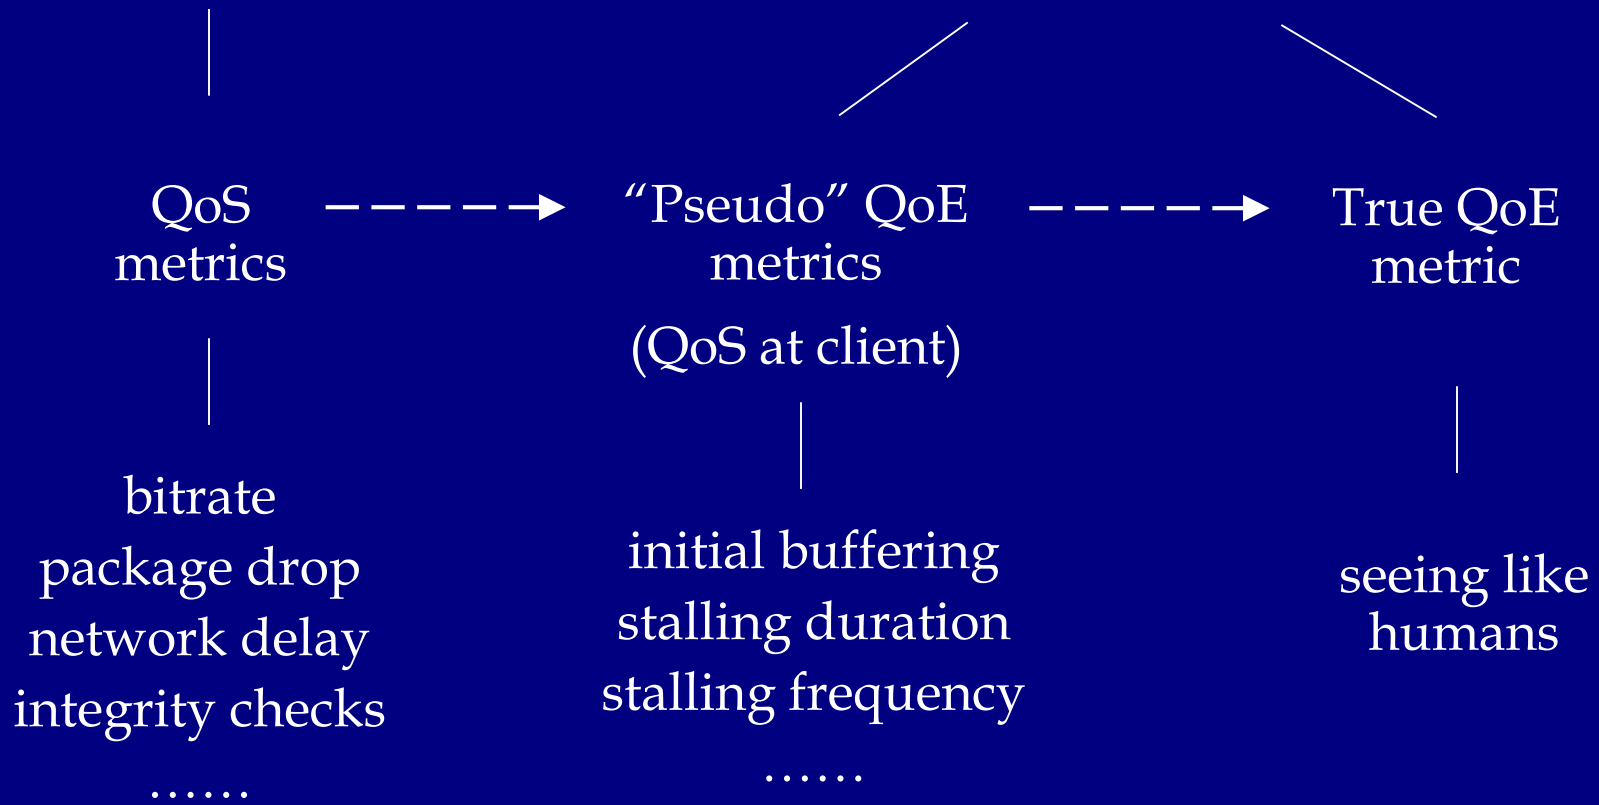 QoS
metrics
“Pseudo” QoE
metrics
(QoS at client)
True QoE
metric
bitrate
package drop
network delay
integrity checks
……
initial buffering
stalling duration
stalling frequency
……
seeing like
humans